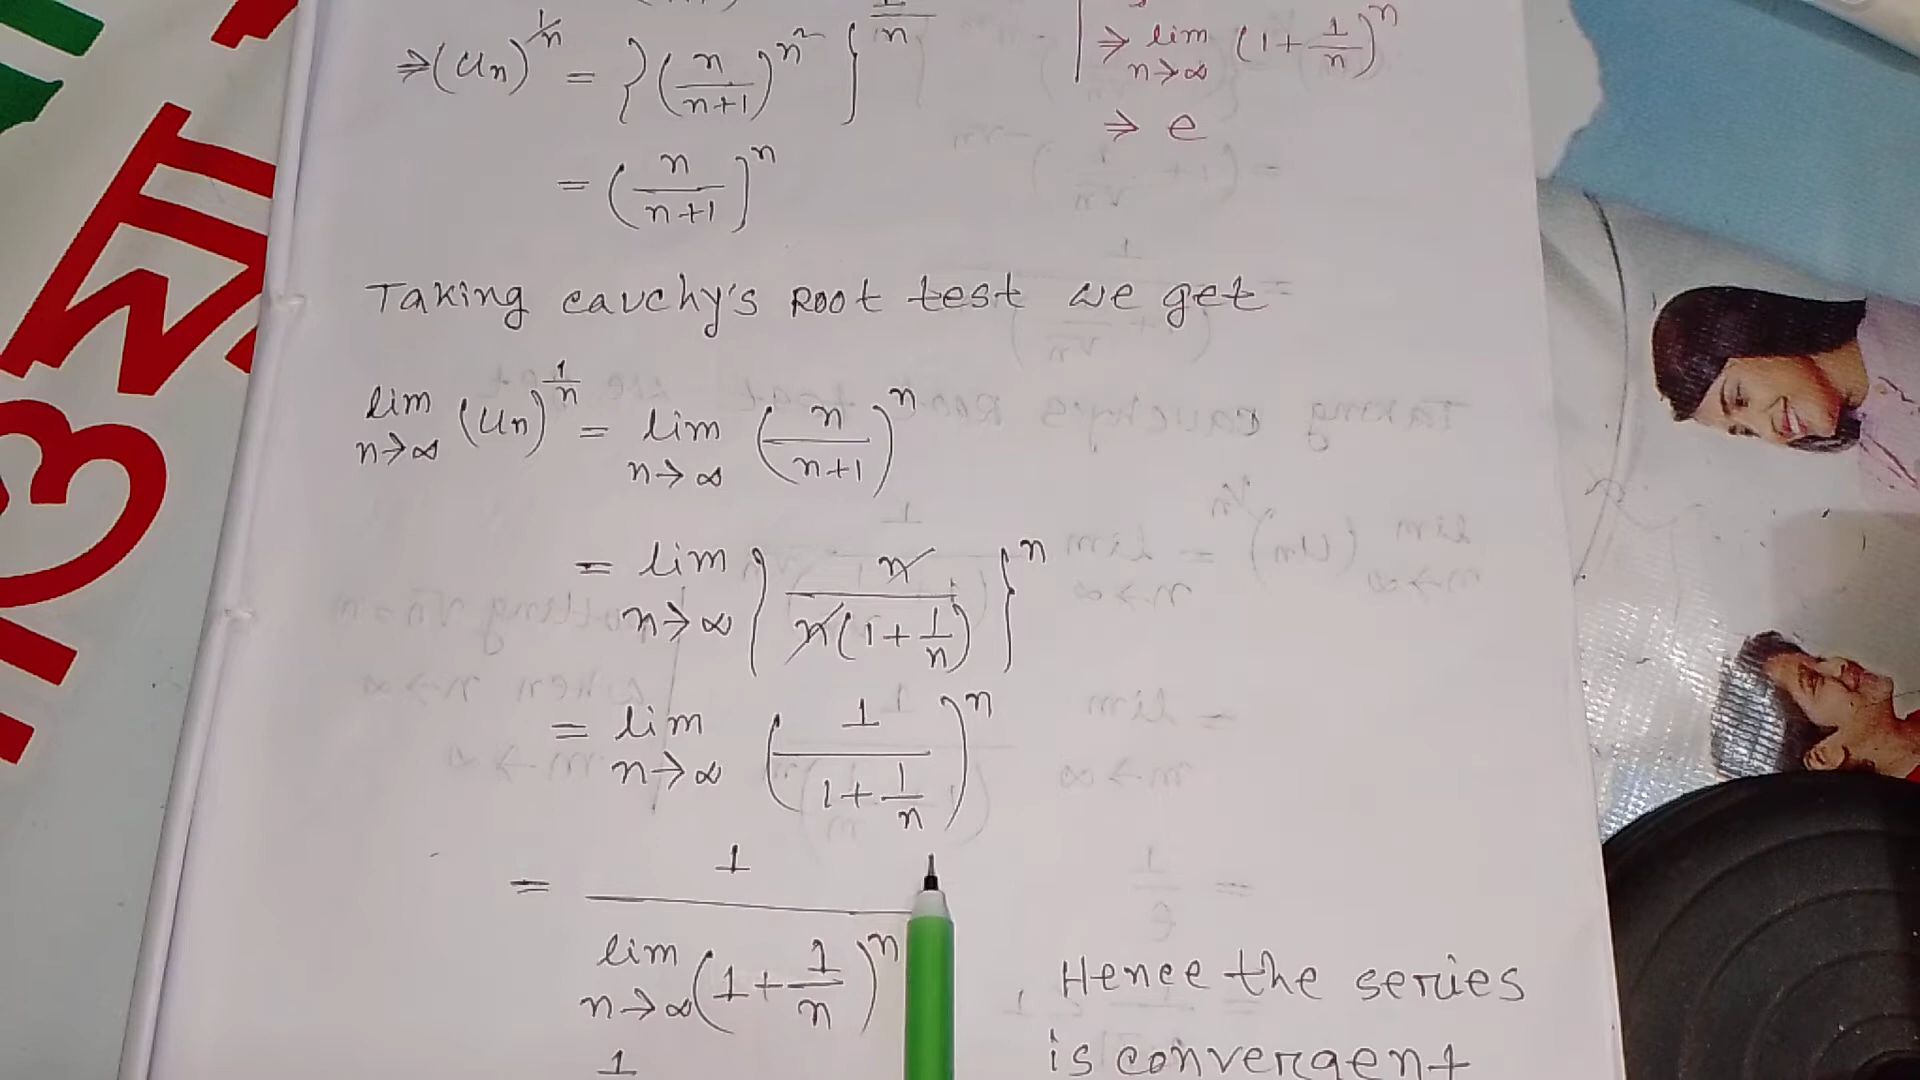 ⇒(Un)^1/n = {(n/n+1)^n²}^1/n
= (n/n+1)^n
⇒ lim n→∞ (1+1/n)^n
⇒ e
Taking cauchy's Root test we get
lim n→∞ (Un)^1/n = lim n→∞ (n/n+1)^n
= lim n→∞ {n/n(1+1/n)}^n
= lim n→∞ (1/1+1/n)^n
= 1/lim n→∞ (1+1/n)^n
1
Hence the series
is convergent